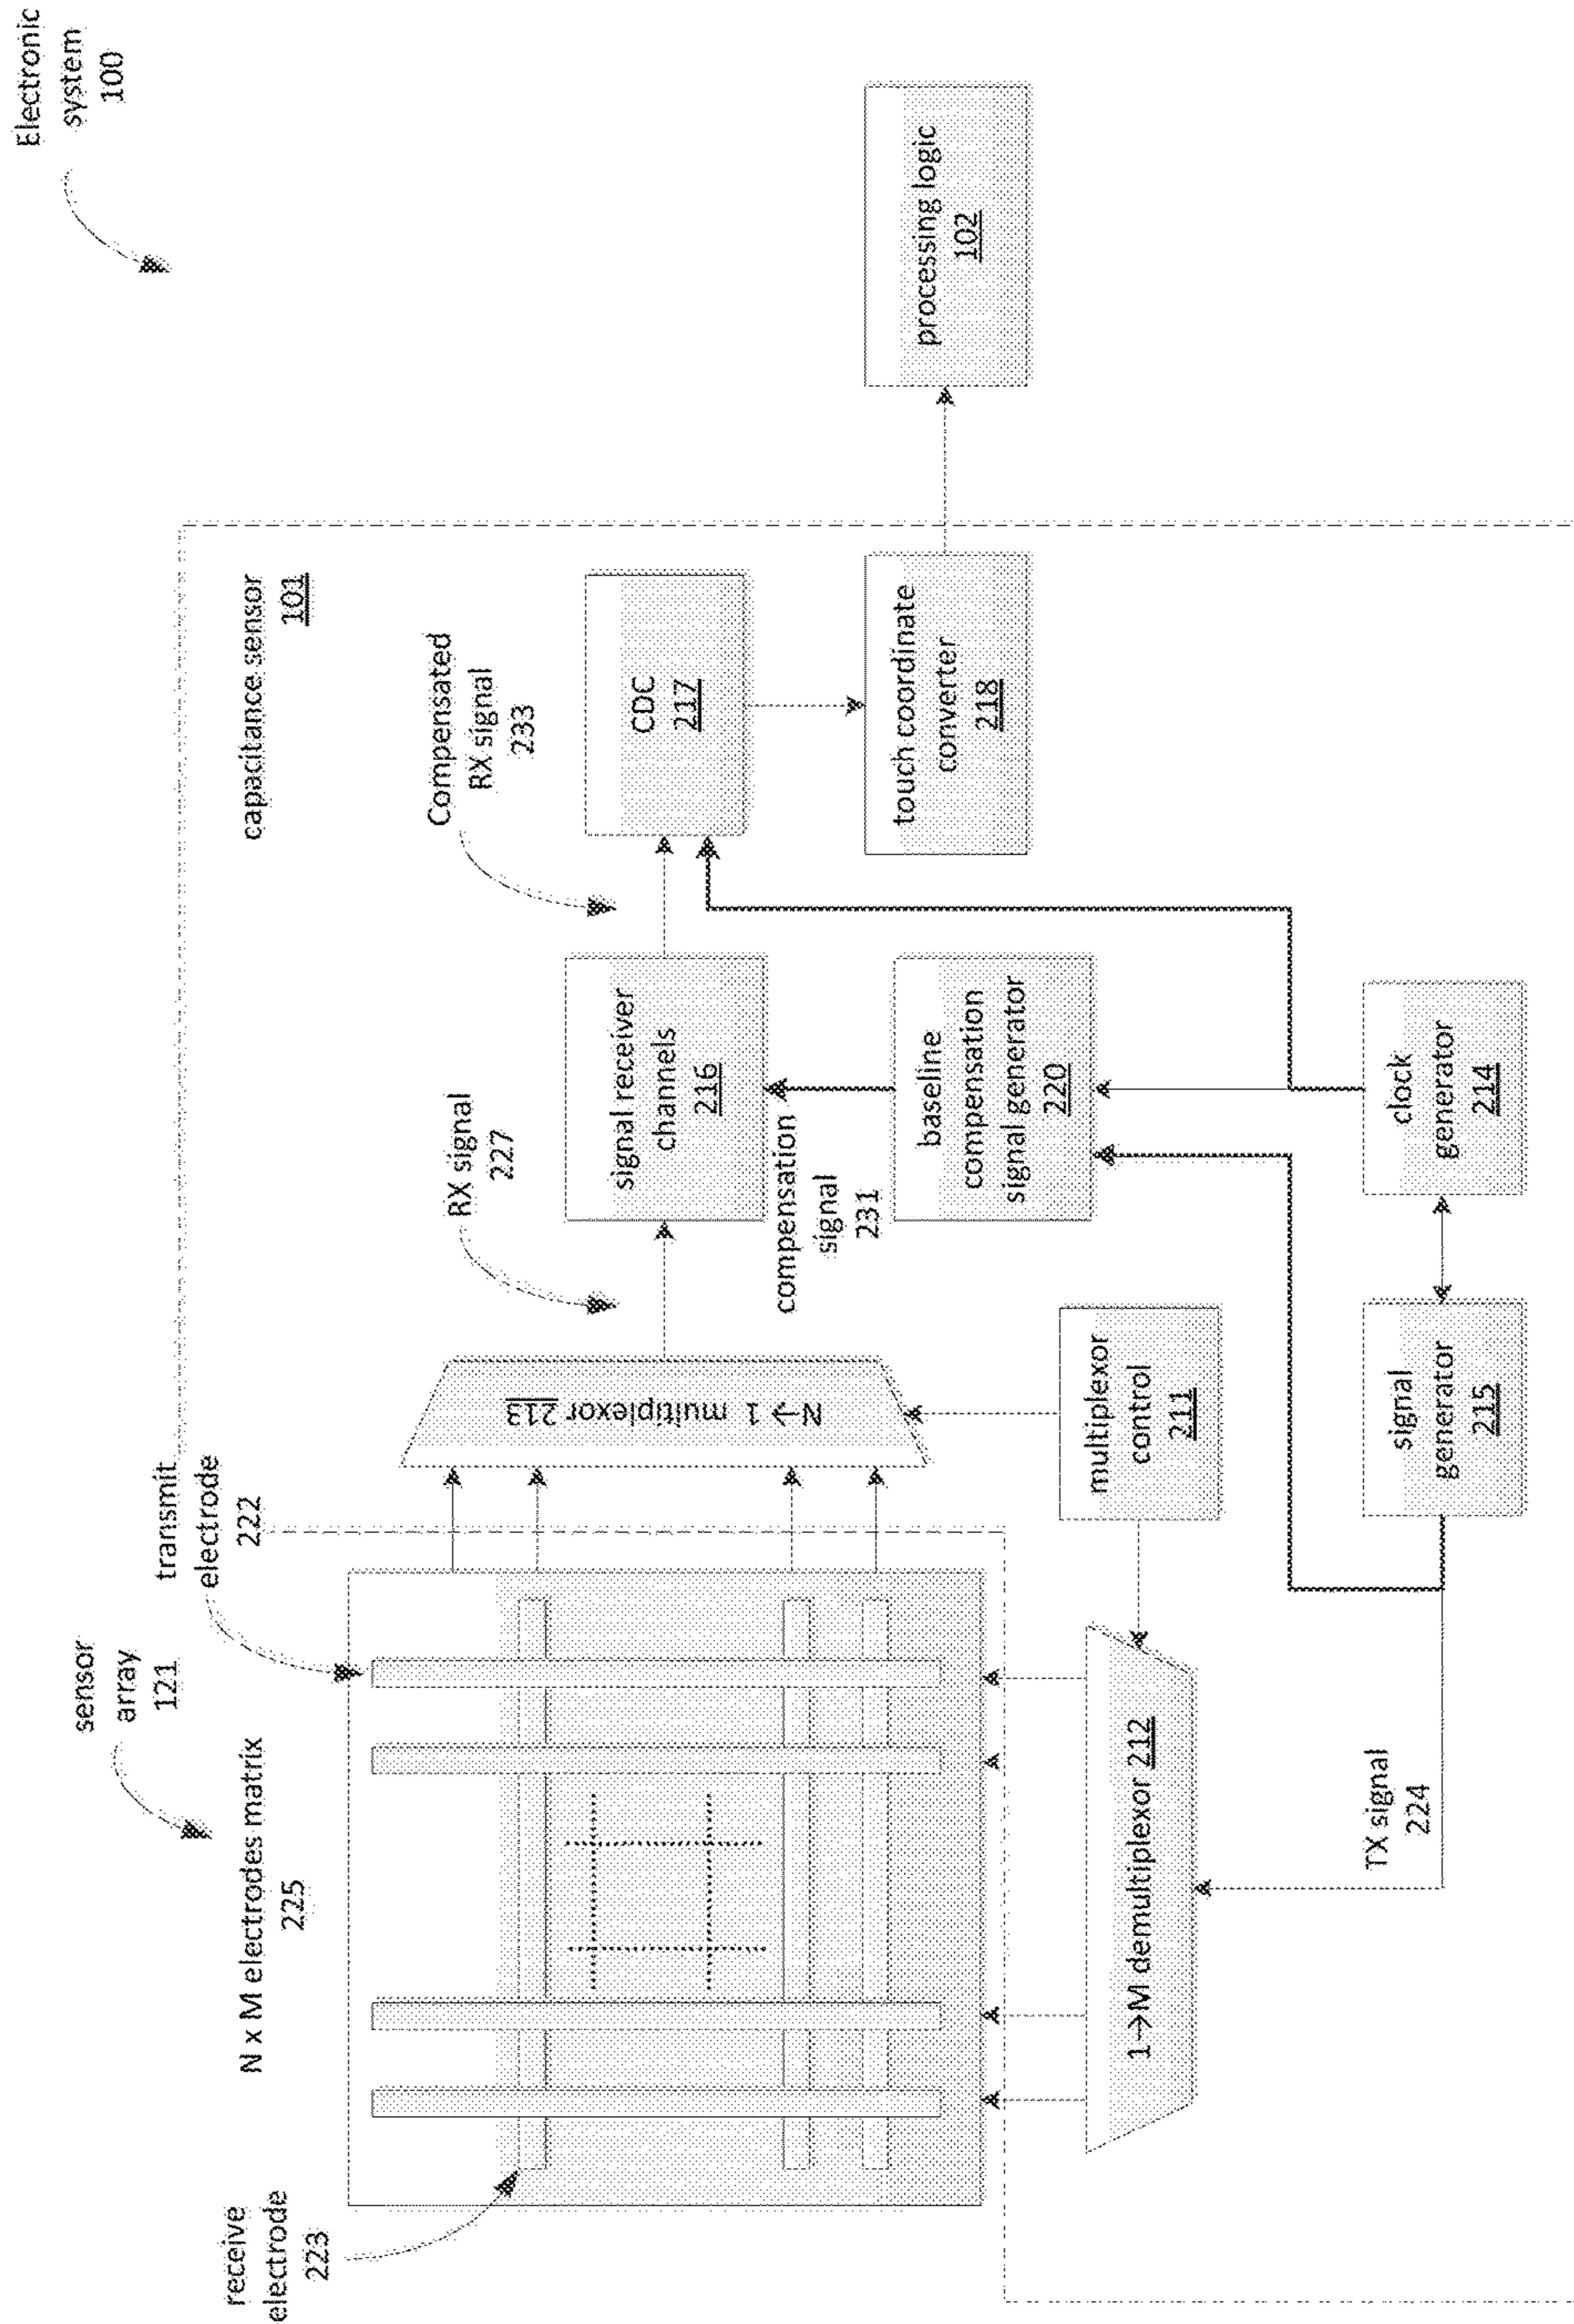 Electronic
system
100
sensor
array
121
transmit
electrode
222
N x M electrodes matrix
225
receive
electrode
223
capacitance sensor
101
RX signal
227
Compensated
RX signal
233
N→ 1 multiplexor 213
signal receiver
channels
216
CDC
217
compensation
signal
231
baseline
compensation
signal generator
220
touch coordinate
converter
218
processing logic
102
multiplexor
control
211
1→M demultiplexor 212
TX signal
224
signal
generator
215
clock
generator
214